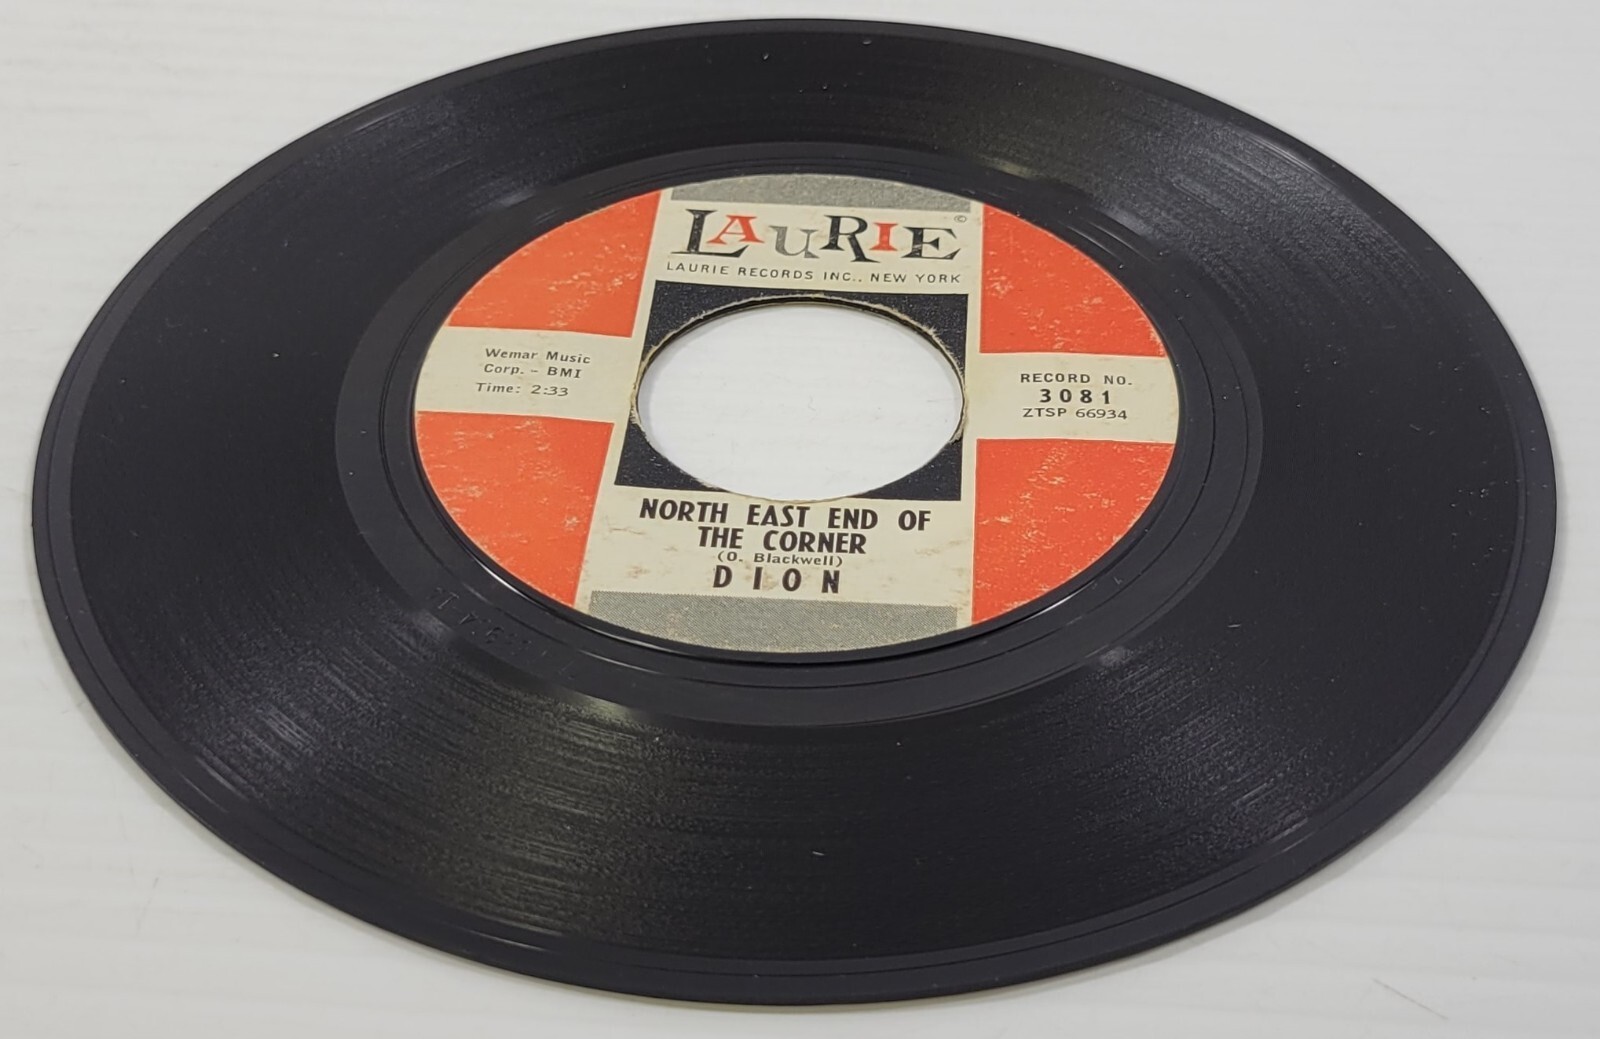 LAURIE ©
LAURIE RECORDS INC., NEW YORK
Wemar Music
Corp. - BMI
Time: 2:33
RECORD NO.
3081
ZTSP 66934
NORTH EAST END OF
THE CORNER
(O. Blackwell)
DION